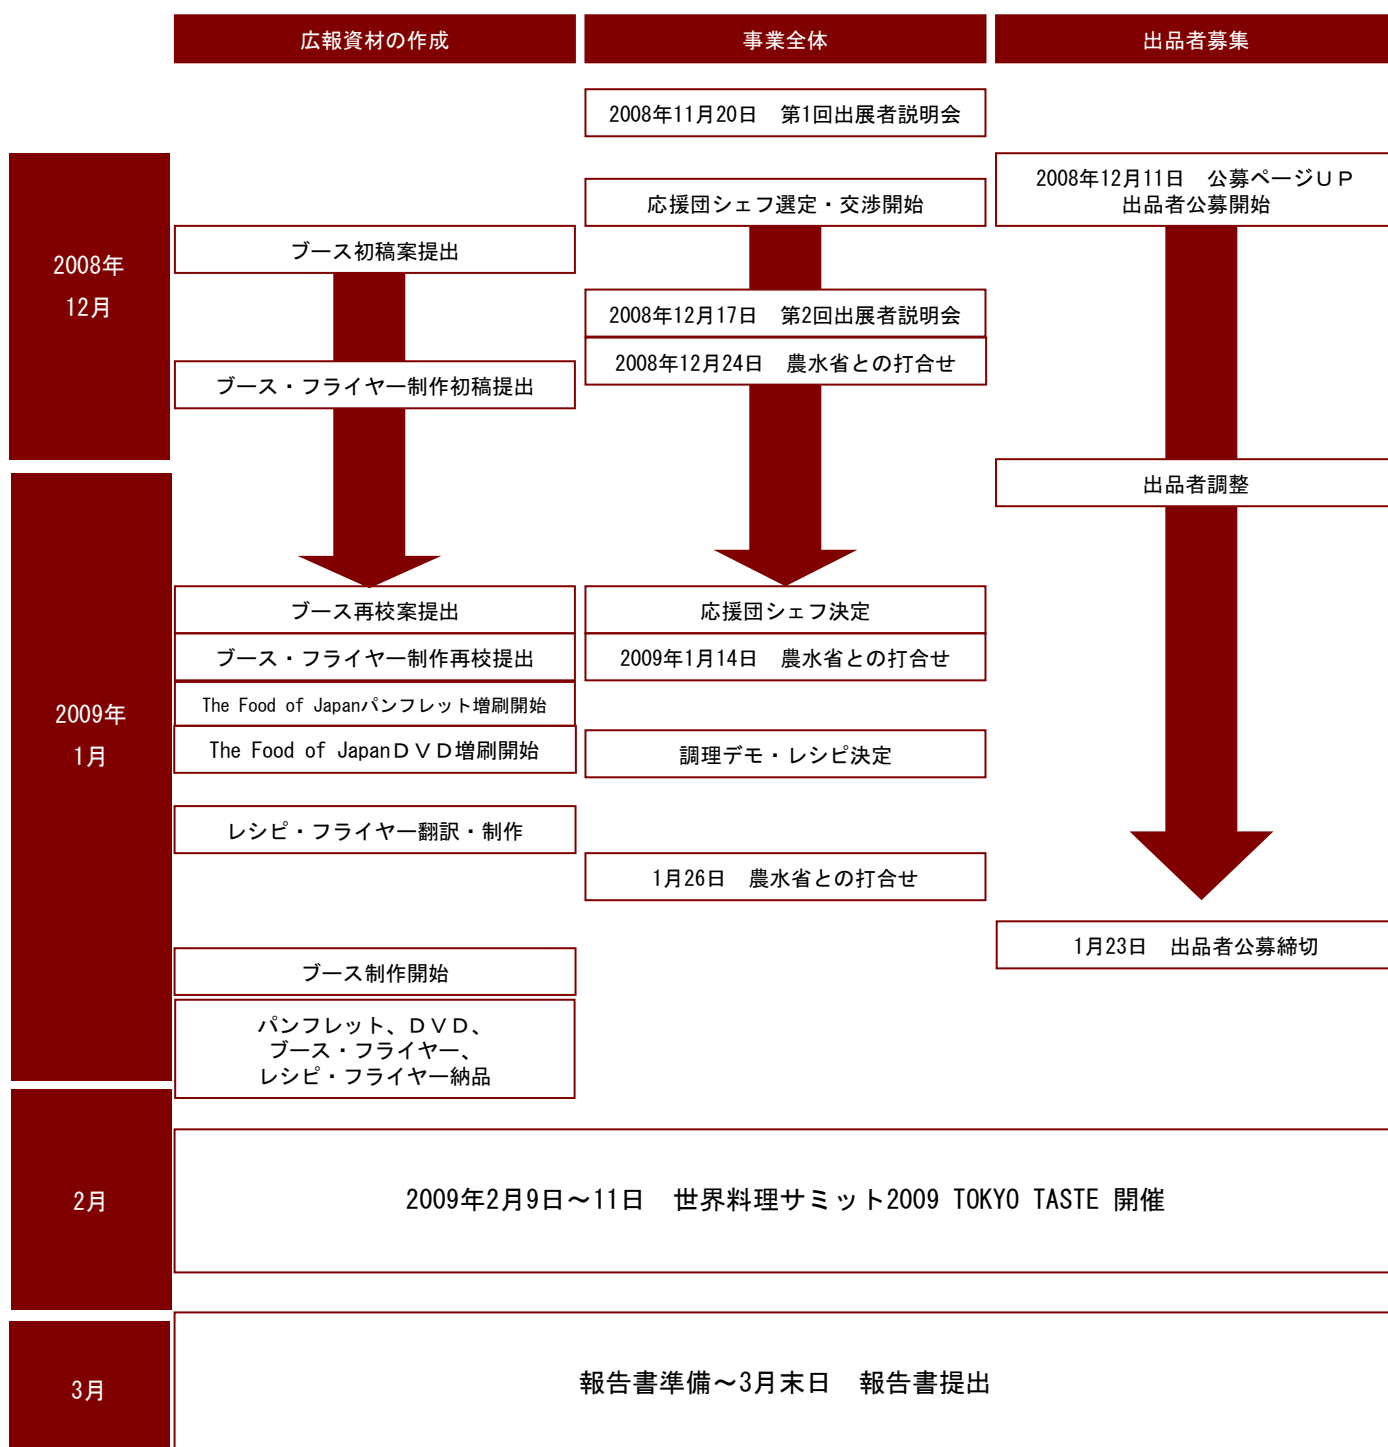 広報資材の作成
事業全体
出品者募集
2008年11月20日　第1回出展者説明会
2008年
12月
2008年12月11日　公募ページＵＰ
出品者公募開始
応援団シェフ選定・交渉開始
ブース初稿案提出
2008年12月17日　第2回出展者説明会
2008年12月24日　農水省との打合せ
ブース・フライヤー制作初稿提出
出品者調整
2009年
1月
ブース再校案提出
応援団シェフ決定
ブース・フライヤー制作再校提出
2009年1月14日　農水省との打合せ
The Food of Japanパンフレット増刷開始
The Food of JapanＤＶＤ増刷開始
調理デモ・レシピ決定
レシピ・フライヤー翻訳・制作
1月26日　農水省との打合せ
1月23日　出品者公募締切
ブース制作開始
パンフレット、ＤＶＤ、
ブース・フライヤー、
レシピ・フライヤー納品
2月
2009年2月9日～11日　世界料理サミット2009 TOKYO TASTE 開催
3月
報告書準備～3月末日　報告書提出